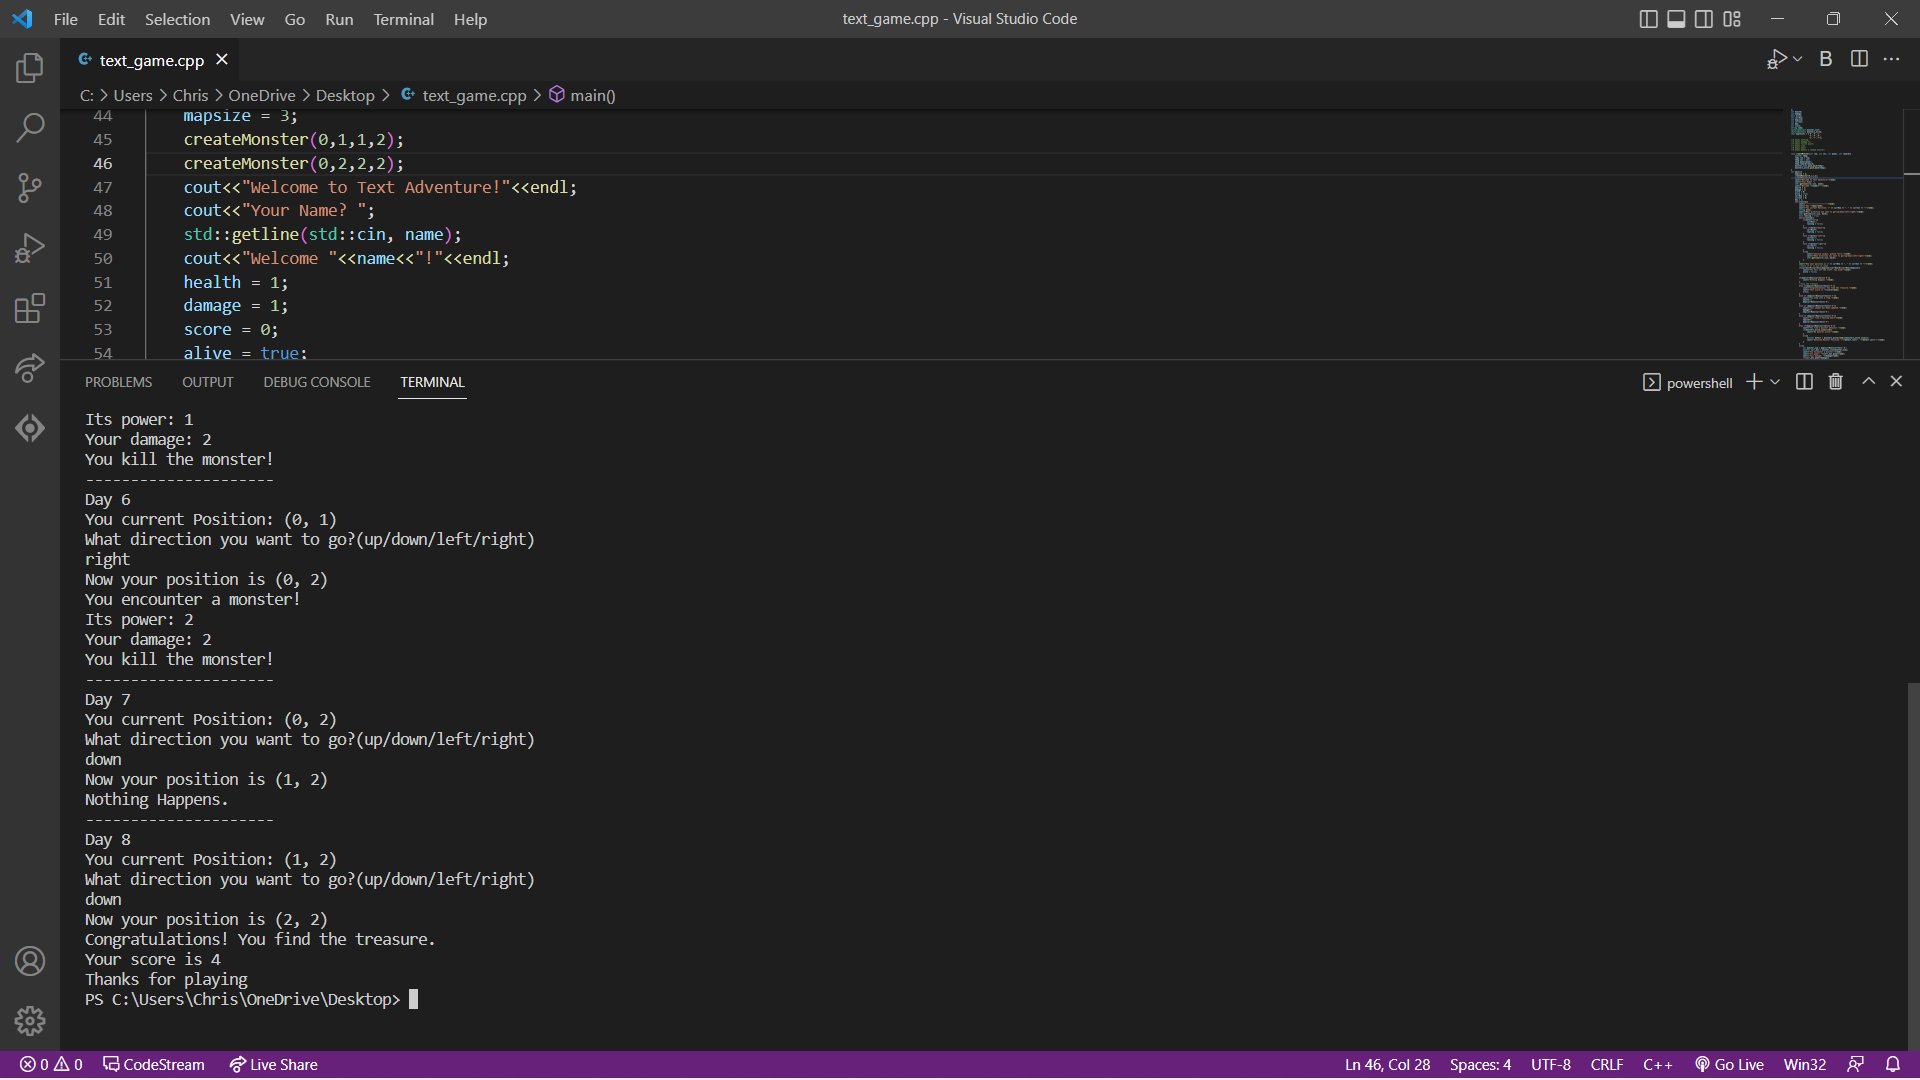 File Edit Selection View Go Run Terminal Help
text_game.cpp - Visual Studio Code
text_game.cpp
B
C: > Users > Chris > OneDrive > Desktop > text_game.cpp > main()
44 mapsize = 3;
45 createMonster(0,1,1,2);
46 createMonster(0,2,2,2);
47 cout<<"Welcome to Text Adventure!"<<endl;
48 cout<<"Your Name? ";
49 std::getline(std::cin, name);
50 cout<<"Welcome "<<name<<"!"<<endl;
51 health = 1;
52 damage = 1;
53 score = 0;
54 alive = true;
PROBLEMS OUTPUT DEBUG CONSOLE TERMINAL
powershell
Its power: 1
Your damage: 2
You kill the monster!
---------------------
Day 6
You current Position: (0, 1)
What direction you want to go?(up/down/left/right)
right
Now your position is (0, 2)
You encounter a monster!
Its power: 2
Your damage: 2
You kill the monster!
---------------------
Day 7
You current Position: (0, 2)
What direction you want to go?(up/down/left/right)
down
Now your position is (1, 2)
Nothing Happens.
---------------------
Day 8
You current Position: (1, 2)
What direction you want to go?(up/down/left/right)
down
Now your position is (2, 2)
Congratulations! You find the treasure.
Your score is 4
Thanks for playing
PS C:\Users\Chris\OneDrive\Desktop>
0 0 CodeStream Live Share
Ln 46, Col 28 Spaces: 4 UTF-8 CRLF C++ Go Live Win32